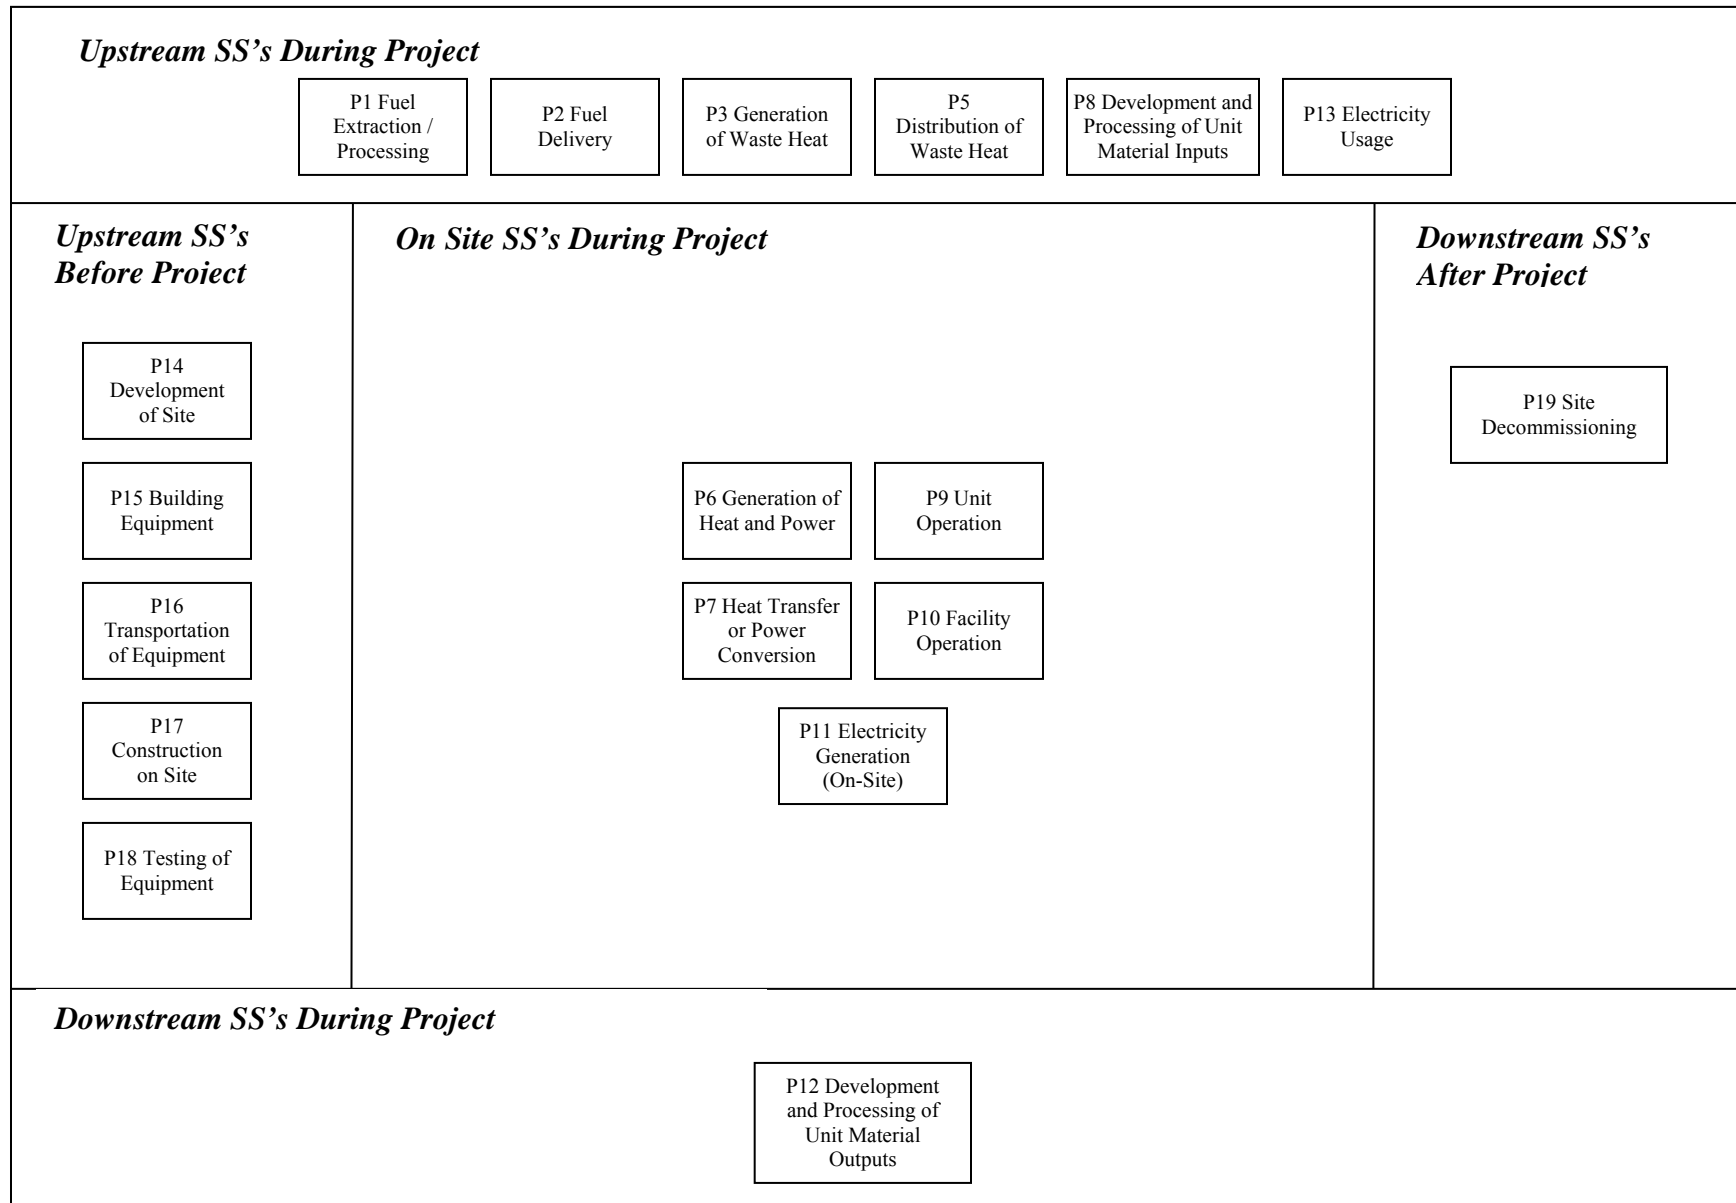 Upstream SS’s During Project
P1 Fuel
Extraction /
Processing
P2 Fuel
Delivery
P3 Generation
of Waste Heat
P5
Distribution of
Waste Heat
P8 Development and
Processing of Unit
Material Inputs
P13 Electricity
Usage
Upstream SS’s
Before Project
P14
Development
of Site
P15 Building
Equipment
P16
Transportation
of Equipment
P17
Construction
on Site
P18 Testing of
Equipment
On Site SS’s During Project
P6 Generation of
Heat and Power
P9 Unit
Operation
P7 Heat Transfer
or Power
Conversion
P10 Facility
Operation
P11 Electricity
Generation
(On-Site)
Downstream SS’s
After Project
P19 Site
Decommissioning
Downstream SS’s During Project
P12 Development
and Processing of
Unit Material
Outputs